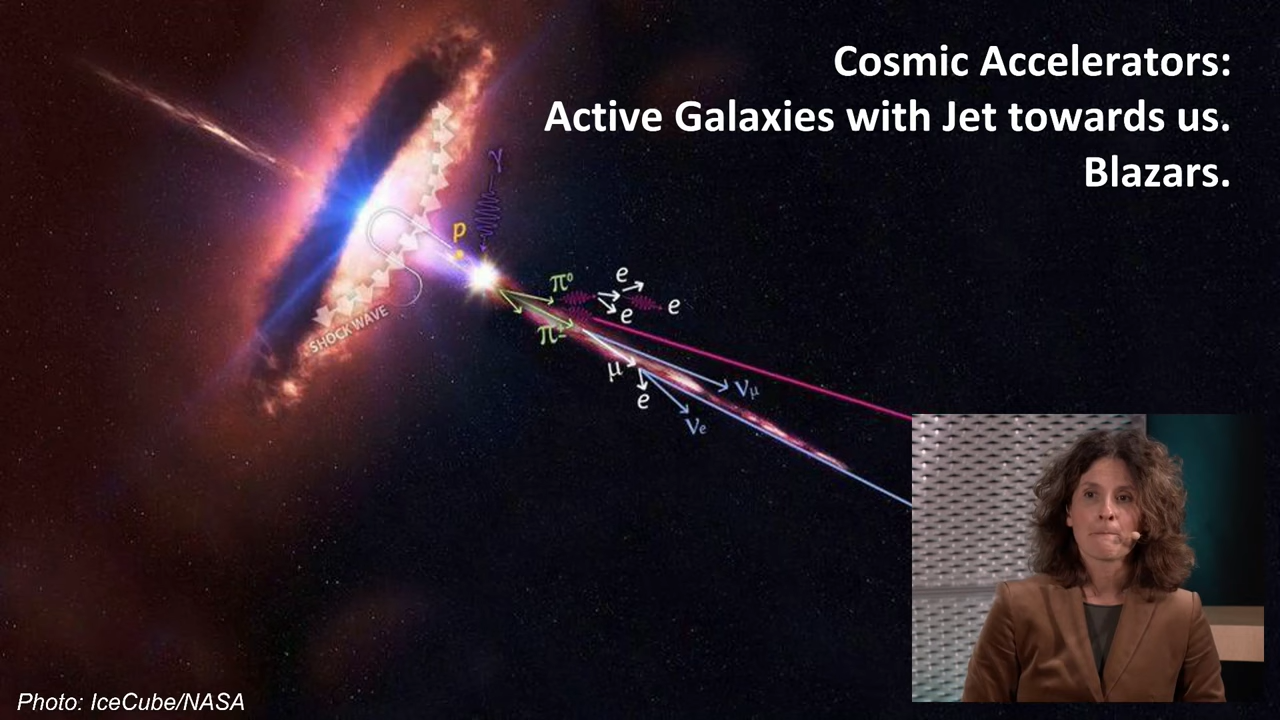 Cosmic Accelerators:
Active Galaxies with Jet towards us.
Blazars.
γ
p
π⁰
e
e
e
π±
SHOCK WAVE
μ
e
νμ
νe
Photo: IceCube/NASA